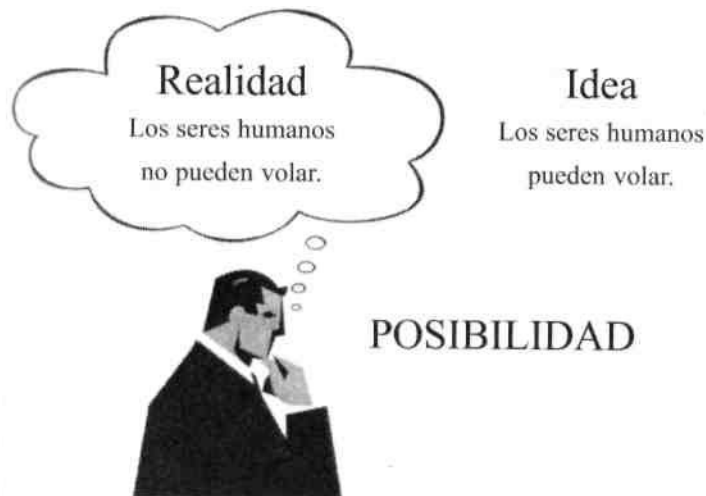 Realidad
Los seres humanos
no pueden volar.
Idea
Los seres humanos
pueden volar.
POSIBILIDAD